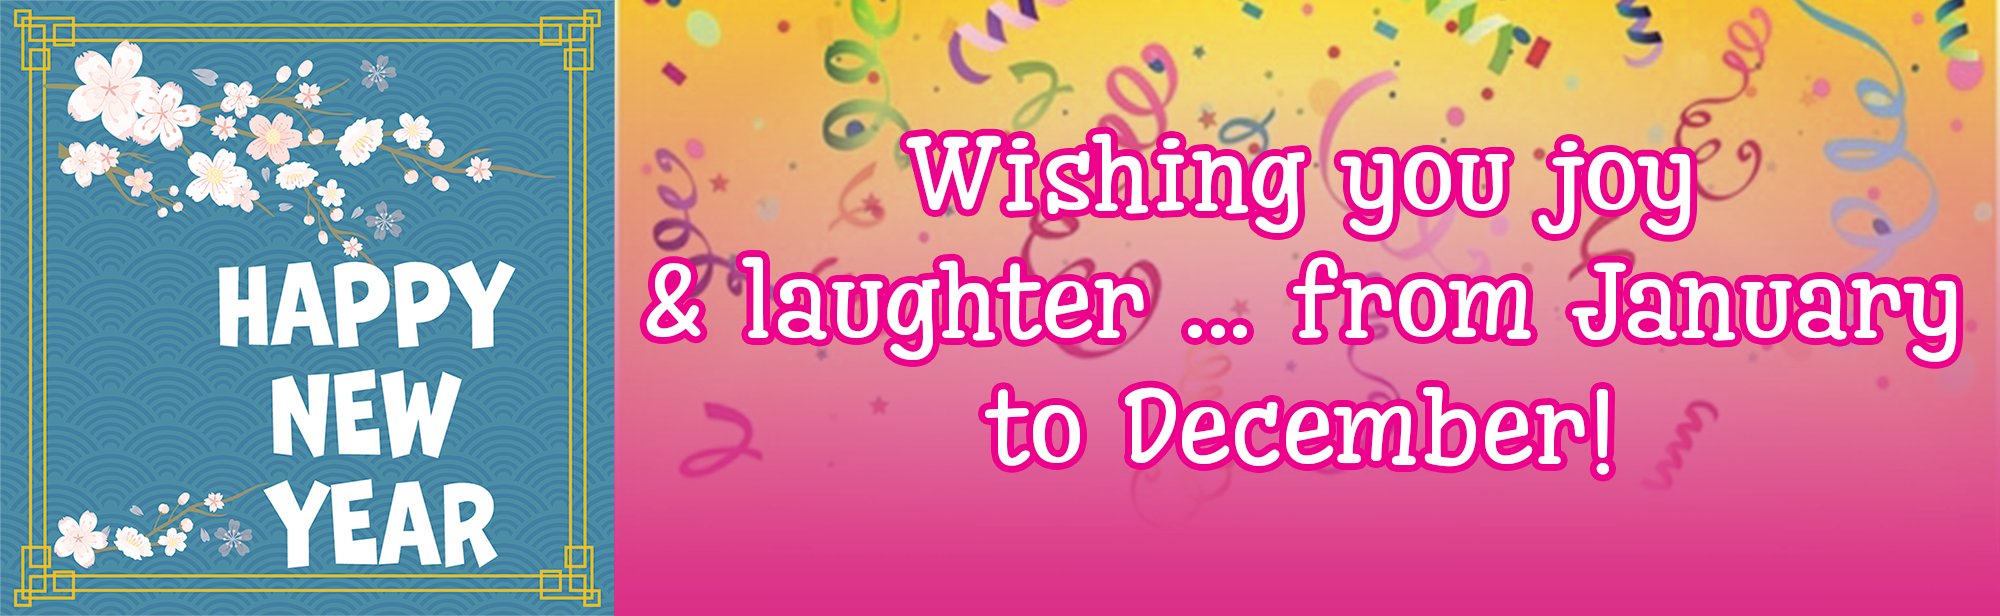 HAPPY
NEW
YEAR
Wishing you joy
& laughter ... from January
to December!